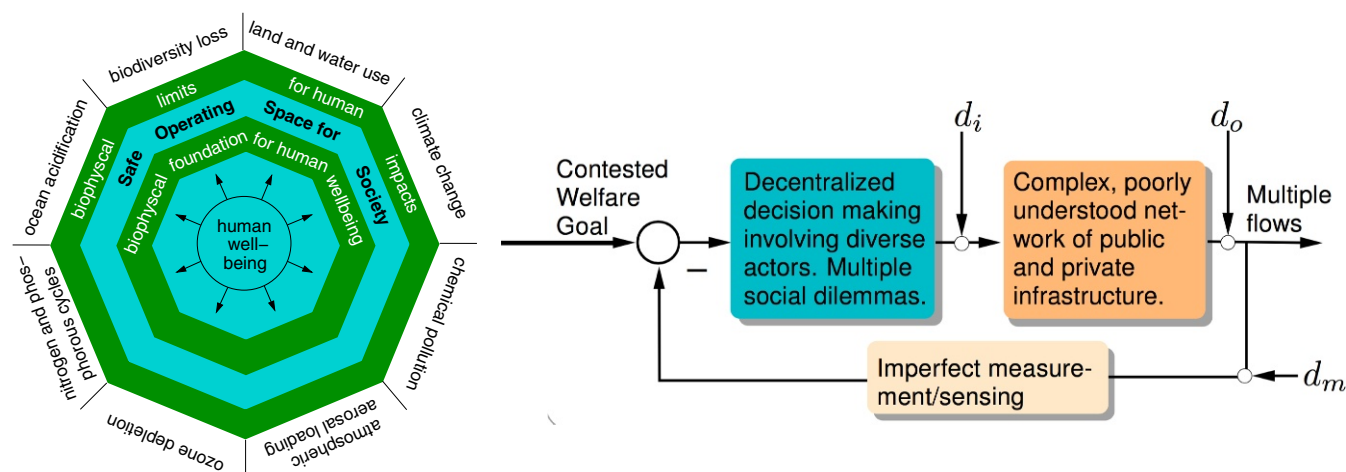 biodiversity loss
land and water use
ocean acidification
climate change
biophyscal
limits
for human
impacts
Safe
Operating
Space for
Society
biophyscial
foundation
for human
wellbeing
human
well–
being
nitrogen and phos–
phorous cycles
chemical pollution
ozone depletion
atmospheric
aerosal loading
Contested
Welfare
Goal
−
Decentralized
decision making
involving diverse
actors. Multiple
social dilemmas.
d_i
Complex, poorly
understood net-
work of public
and private
infrastructure.
d_o
Multiple
flows
Imperfect measure-
ment/sensing
d_m